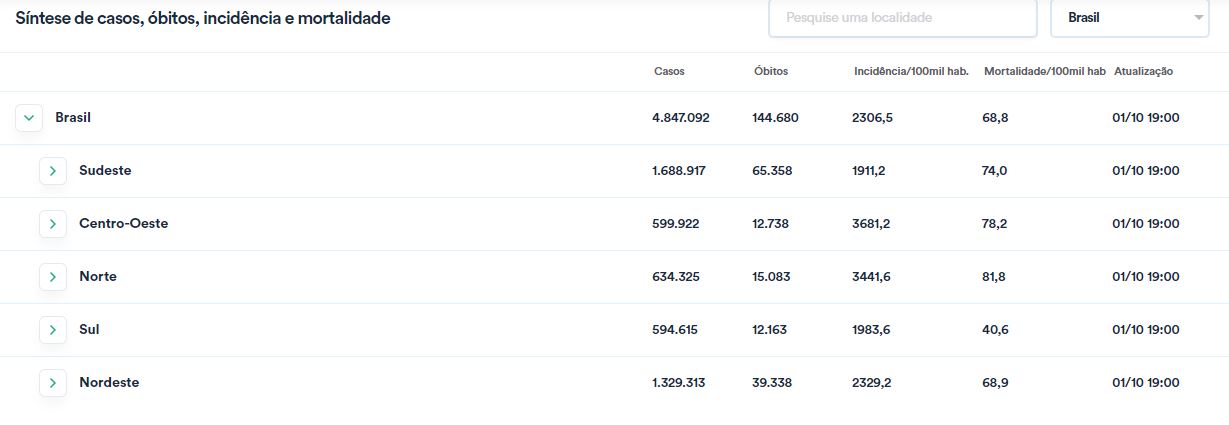 Síntese de casos, óbitos, incidência e mortalidade Pesquise uma localidade Brasil
Casos Óbitos Incidência/100mil hab. Mortalidade/100mil hab Atualização
Brasil 4.847.092 144.680 2306,5 68,8 01/10 19:00
Sudeste 1.688.917 65.358 1911,2 74,0 01/10 19:00
Centro-Oeste 599.922 12.738 3681,2 78,2 01/10 19:00
Norte 634.325 15.083 3441,6 81,8 01/10 19:00
Sul 594.615 12.163 1983,6 40,6 01/10 19:00
Nordeste 1.329.313 39.338 2329,2 68,9 01/10 19:00